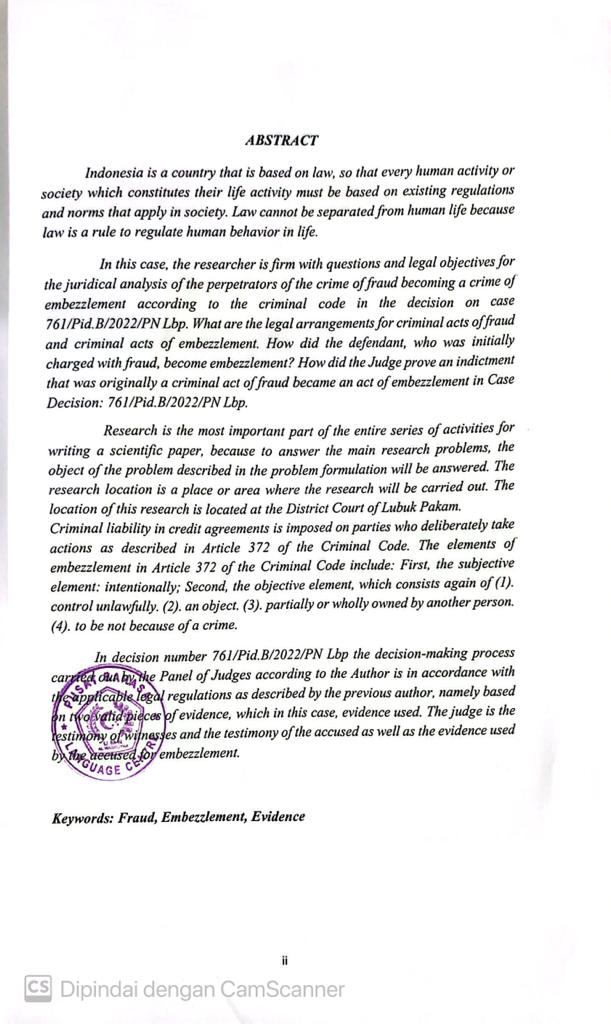 ABSTRACT
Indonesia is a country that is based on law, so that every human activity or
society which constitutes their life activity must be based on existing regulations
and norms that apply in society. Law cannot be separated from human life because
law is a rule to regulate human behavior in life.
In this case, the researcher is firm with questions and legal objectives for
the juridical analysis of the perpetrators of the crime of fraud becoming a crime of
embezzlement according to the criminal code in the decision on case
761/Pid.B/2022/PN Lbp. What are the legal arrangements for criminal acts of fraud
and criminal acts of embezzlement. How did the defendant, who was initially
charged with fraud, become embezzlement? How did the Judge prove an indictment
that was originally a criminal act of fraud became an act of embezzlement in Case
Decision: 761/Pid.B/2022/PN Lbp.
Research is the most important part of the entire series of activities for
writing a scientific paper, because to answer the main research problems, the
object of the problem described in the problem formulation will be answered. The
research location is a place or area where the research will be carried out. The
location of this research is located at the District Court of Lubuk Pakam.
Criminal liability in credit agreements is imposed on parties who deliberately take
actions as described in Article 372 of the Criminal Code. The elements of
embezzlement in Article 372 of the Criminal Code include: First, the subjective
element: intentionally; Second, the objective element, which consists again of (1).
control unlawfully. (2). an object. (3). partially or wholly owned by another person.
(4). to be not because of a crime.
In decision number 761/Pid.B/2022/PN Lbp the decision-making process
carried out by the Panel of Judges according to the Author is in accordance with
the applicable legal regulations as described by the previous author, namely based
on two valid pieces of evidence, which in this case, evidence used. The judge is the
testimony of witnesses and the testimony of the accused as well as the evidence used
by the accused for embezzlement.
PUSAT BAHASA
LANGUAGE CENTRE
Keywords: Fraud, Embezzlement, Evidence
ii
CS Dipindai dengan CamScanner